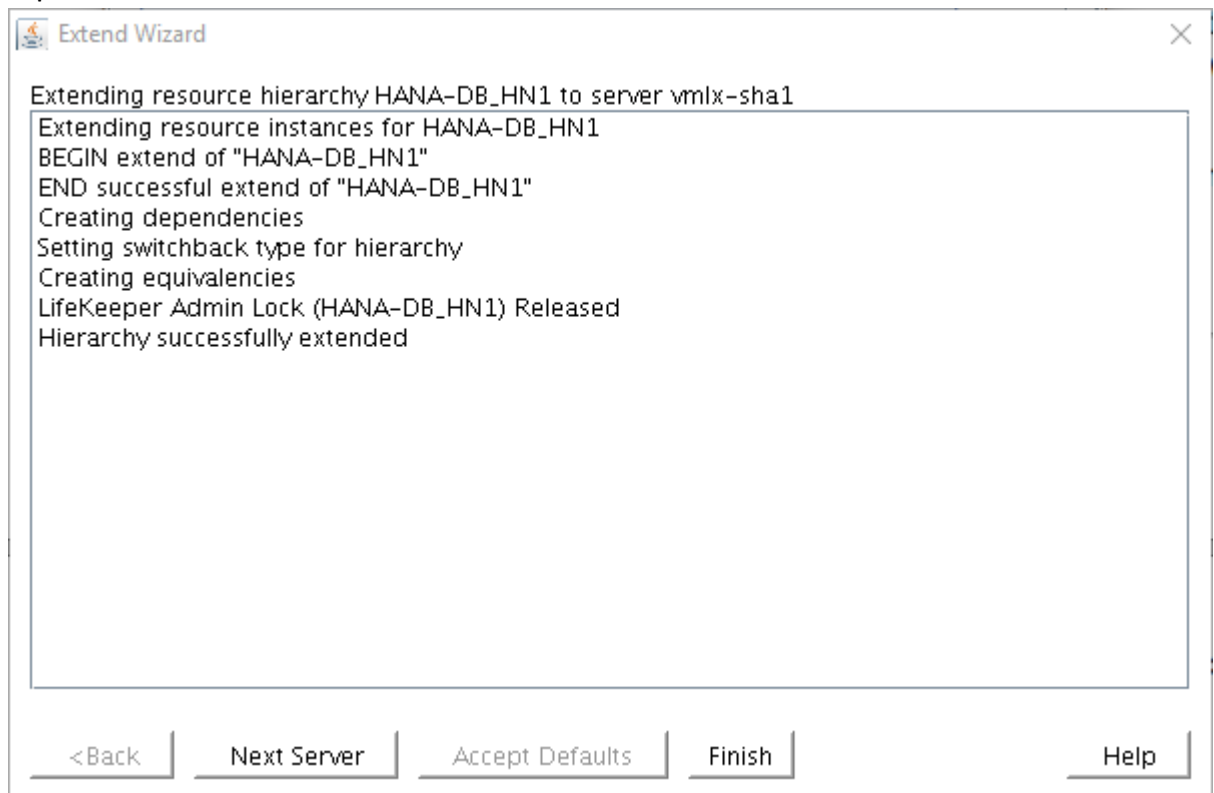 Extend Wizard
Extending resource hierarchy HANA-DB_HN1 to server vmlx-sha1
Extending resource instances for HANA-DB_HN1
BEGIN extend of "HANA-DB_HN1"
END successful extend of "HANA-DB_HN1"
Creating dependencies
Setting switchback type for hierarchy
Creating equivalencies
LifeKeeper Admin Lock (HANA-DB_HN1) Released
Hierarchy successfully extended
<Back Next Server Accept Defaults Finish Help